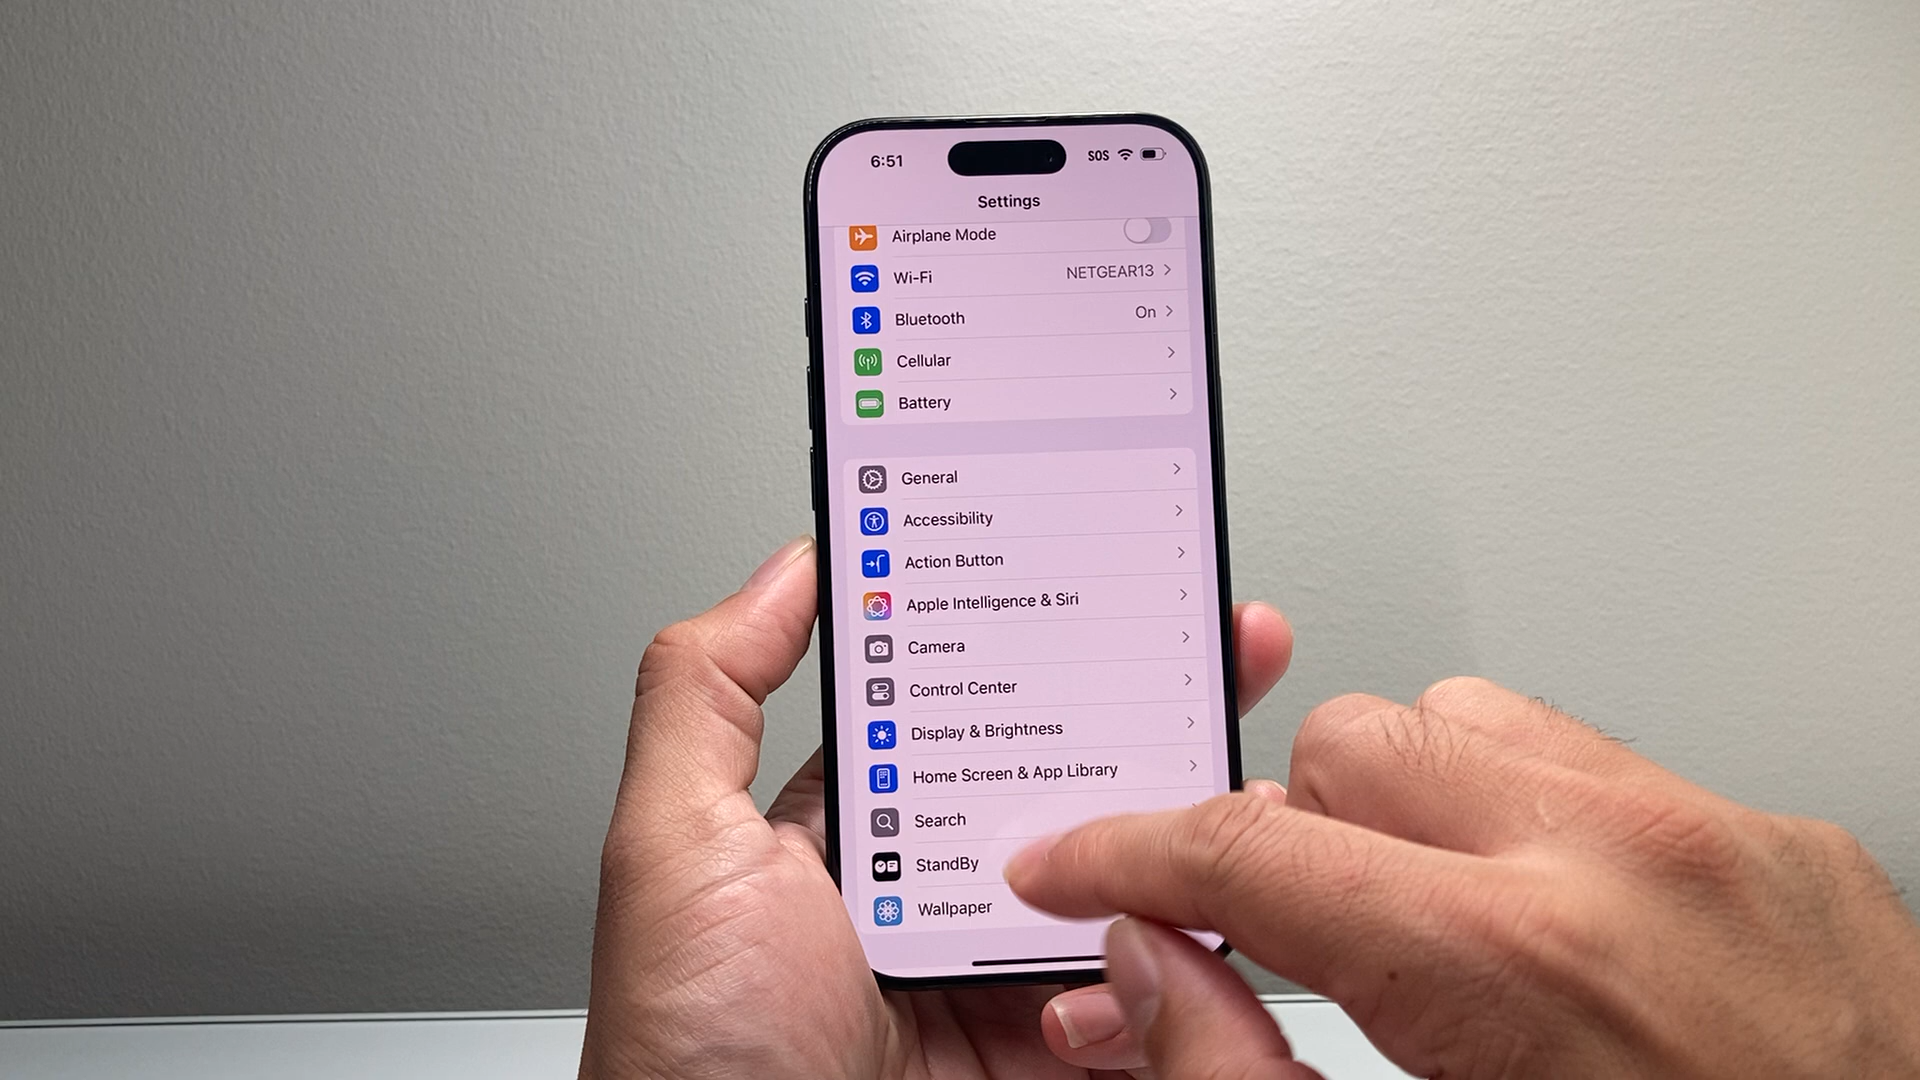 6:51 SOS
Settings
Airplane Mode
Wi-Fi NETGEAR13
Bluetooth On
Cellular
Battery
General
Accessibility
Action Button
Apple Intelligence & Siri
Camera
Control Center
Display & Brightness
Home Screen & App Library
Search
StandBy
Wallpaper